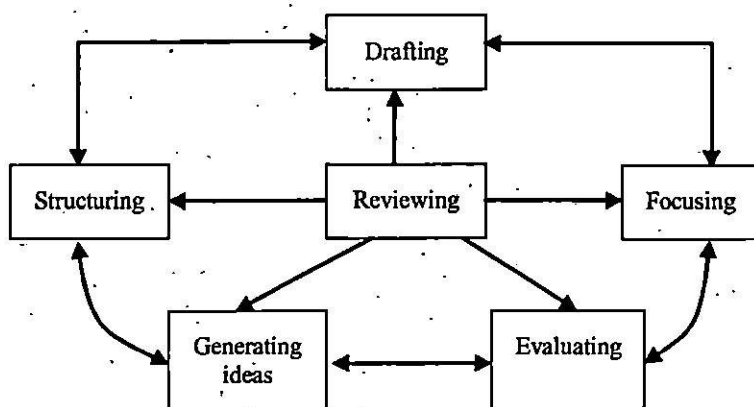 Drafting
Structuring
Reviewing
Focusing
Generating
ideas
Evaluating